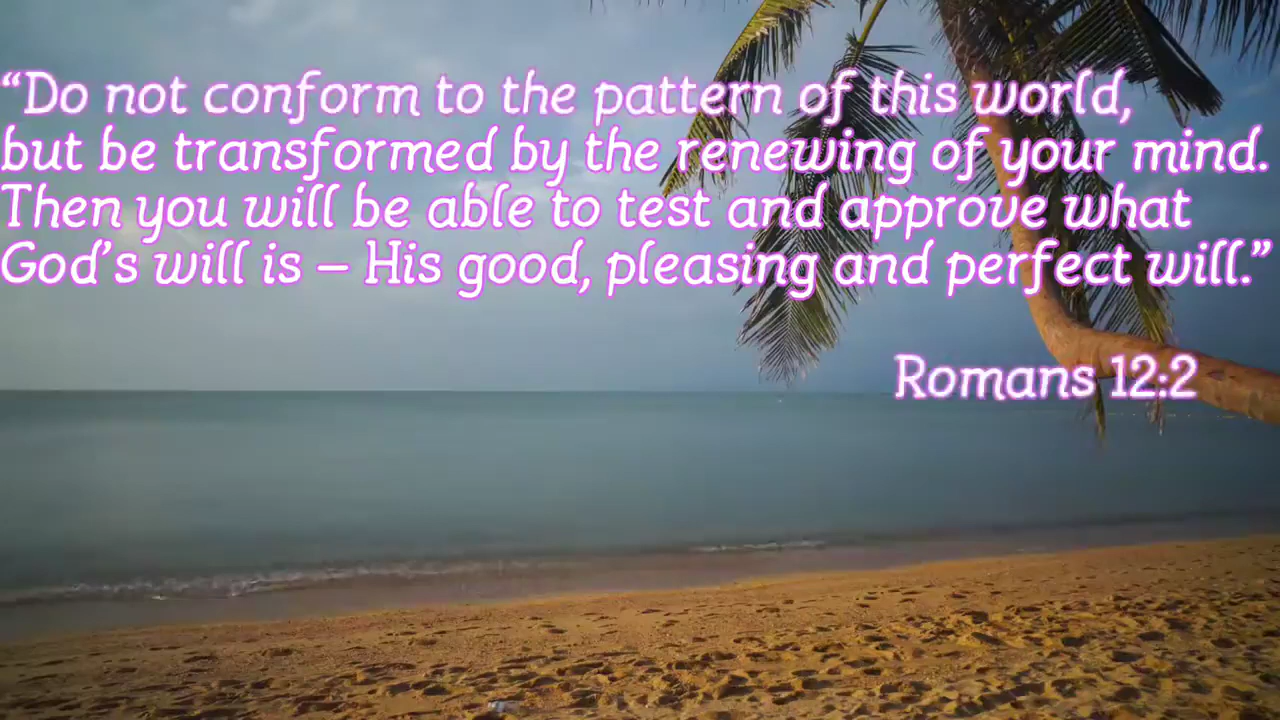 “Do not conform to the pattern of this world,
but be transformed by the renewing of your mind.
Then you will be able to test and approve what
God’s will is – His good, pleasing and perfect will.”
Romans 12:2